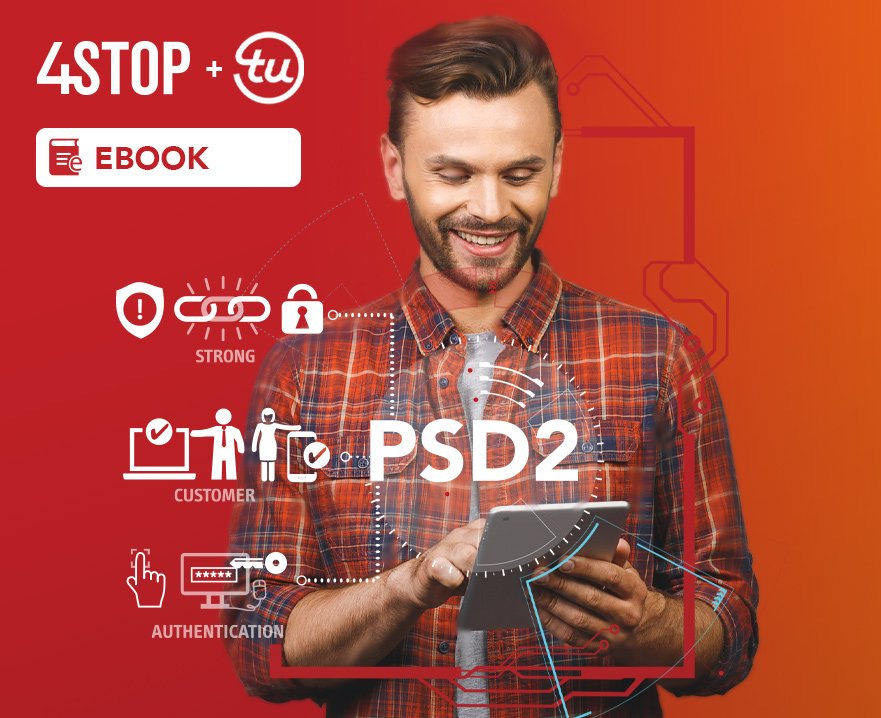 4STOP + tu
EBOOK
STRONG
PSD2
CUSTOMER
*****
AUTHENTICATION